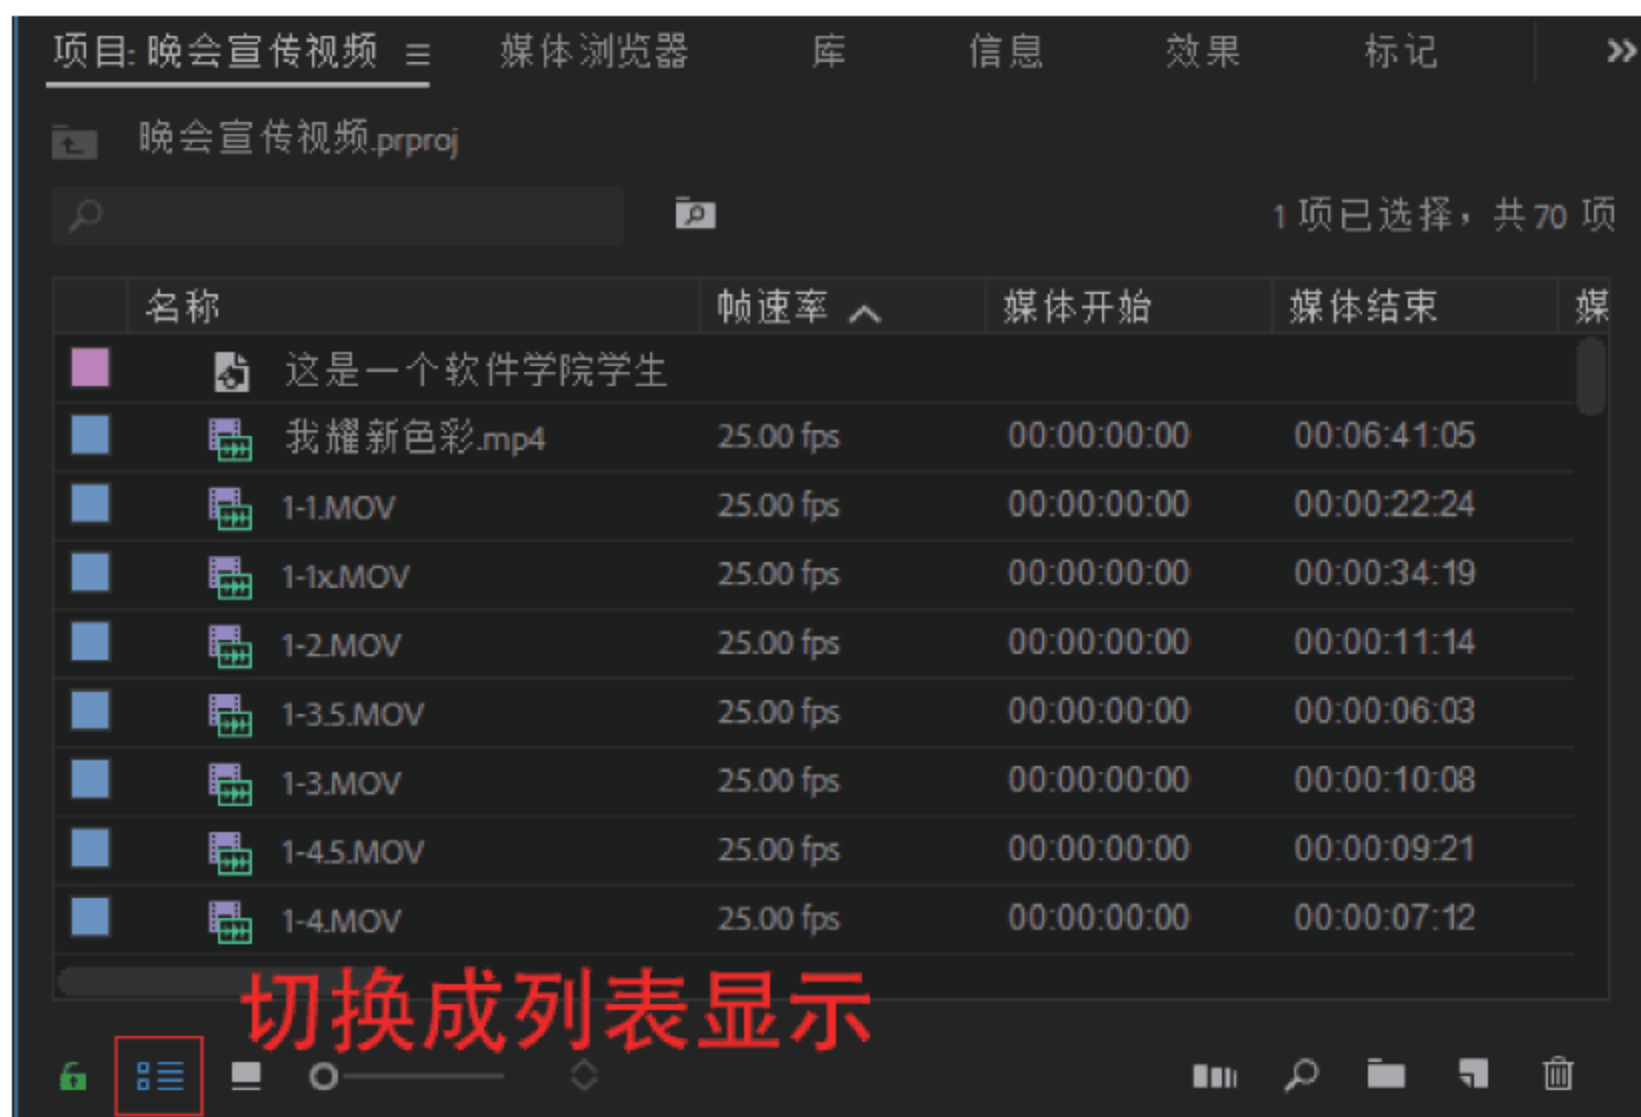 项目: 晚会宣传视频 媒体浏览器 库 信息 效果 标记
晚会宣传视频.prproj
1 项已选择，共 70 项
名称 帧速率 媒体开始 媒体结束 媒
这是一个软件学院学生
我耀新色彩.mp4 25.00 fps 00:00:00:00 00:06:41:05
1-1.MOV 25.00 fps 00:00:00:00 00:00:22:24
1-1x.MOV 25.00 fps 00:00:00:00 00:00:34:19
1-2.MOV 25.00 fps 00:00:00:00 00:00:11:14
1-3.5.MOV 25.00 fps 00:00:00:00 00:00:06:03
1-3.MOV 25.00 fps 00:00:00:00 00:00:10:08
1-4.5.MOV 25.00 fps 00:00:00:00 00:00:09:21
1-4.MOV 25.00 fps 00:00:00:00 00:00:07:12
切换成列表显示